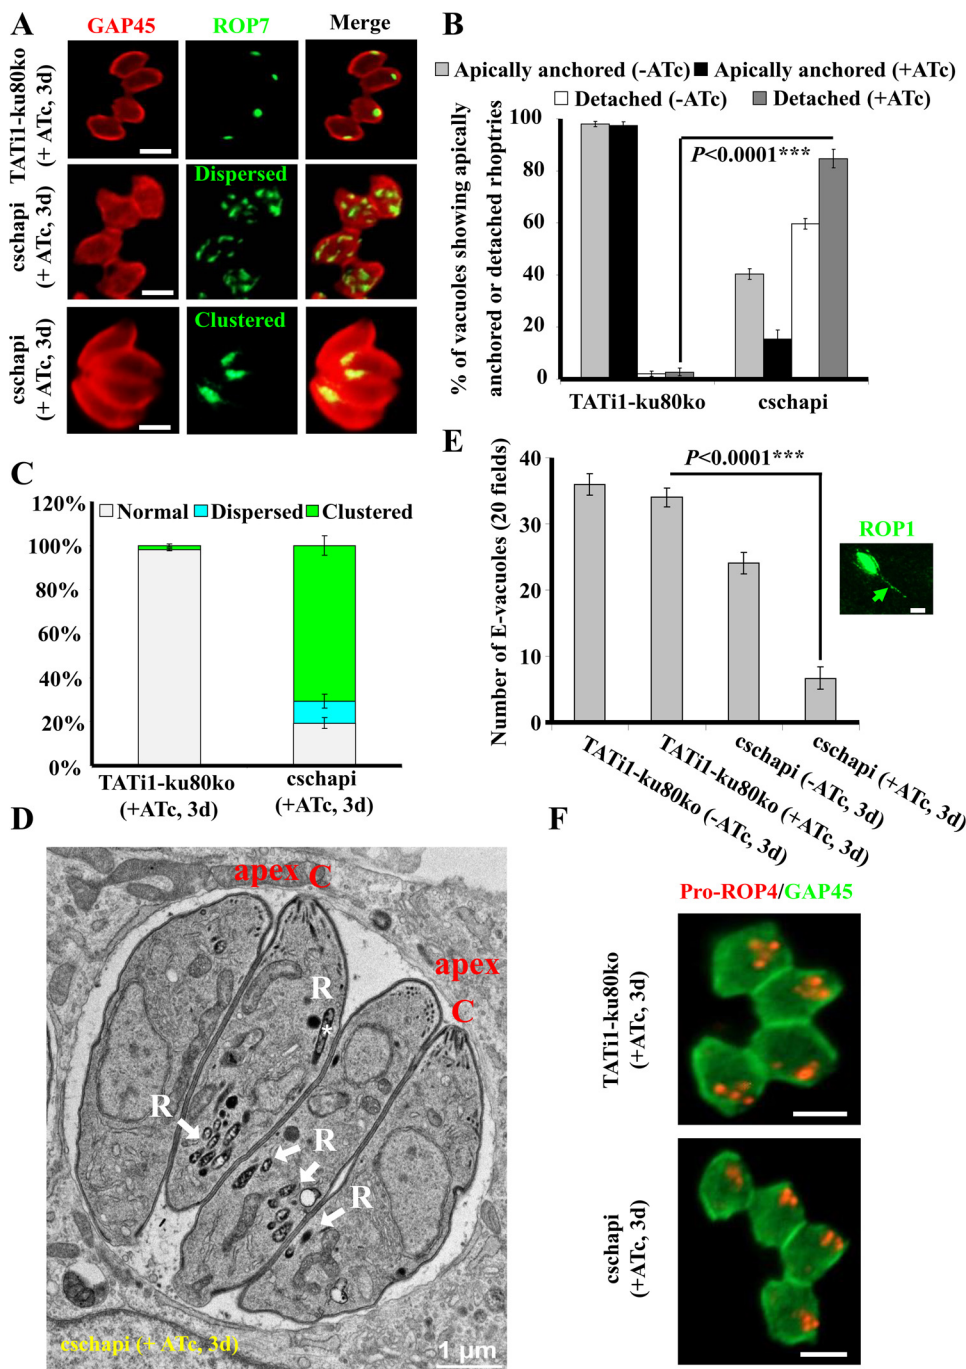 A
GAP45 ROP7 Merge
TATi1-ku80ko
(+ ATc, 3d)
Dispersed
cschapi
(+ ATc, 3d)
Clustered
cschapi
(+ ATc, 3d)
B
Apically anchored (-ATc) Apically anchored (+ATc)
Detached (-ATc) Detached (+ATc)
% of vacuoles showing apically
anchored or detached rhoptries
100
80
60
40
20
0
P<0.0001***
TATi1-ku80ko cschapi
C
120%
100%
80%
60%
40%
20%
0%
Normal Dispersed Clustered
TATi1-ku80ko
(+ATc, 3d)
cschapi
(+ATc, 3d)
E
Number of E-vacuoles (20 fields)
40
30
20
10
0
P<0.0001***
ROP1
TATi1-ku80ko (-ATc, 3d)
TATi1-ku80ko (+ATc, 3d)
cschapi (-ATc, 3d)
cschapi (+ATc, 3d)
D
apex C
apex
C
R
*
R
R
R
cschapi (+ ATc, 3d)
1 µm
F
Pro-ROP4/GAP45
TATi1-ku80ko
(+ATc, 3d)
cschapi
(+ATc, 3d)